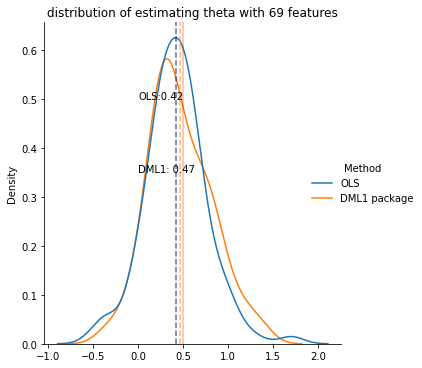 distribution of estimating theta with 69 features
0.6
0.5
0.4
0.3
0.2
0.1
0.0
Density
OLS:0.42
DML1: 0.47
Method
OLS
DML1 package
−1.0
−0.5
0.0
0.5
1.0
1.5
2.0